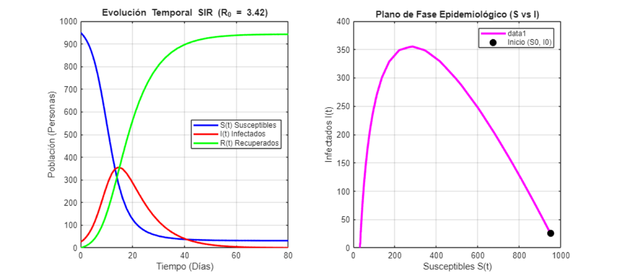 Evolución Temporal SIR (R0 = 3.42)
1000
900
800
700
600
500
400
300
200
100
0
Población (Personas)
S(t) Susceptibles
I(t) Infectados
R(t) Recuperados
0 20 40 60 80
Tiempo (Días)
Plano de Fase Epidemiológico (S vs I)
400
350
300
250
200
150
100
50
0
Infectados I(t)
data1
Inicio (S0, I0)
0 200 400 600 800 1000
Susceptibles S(t)